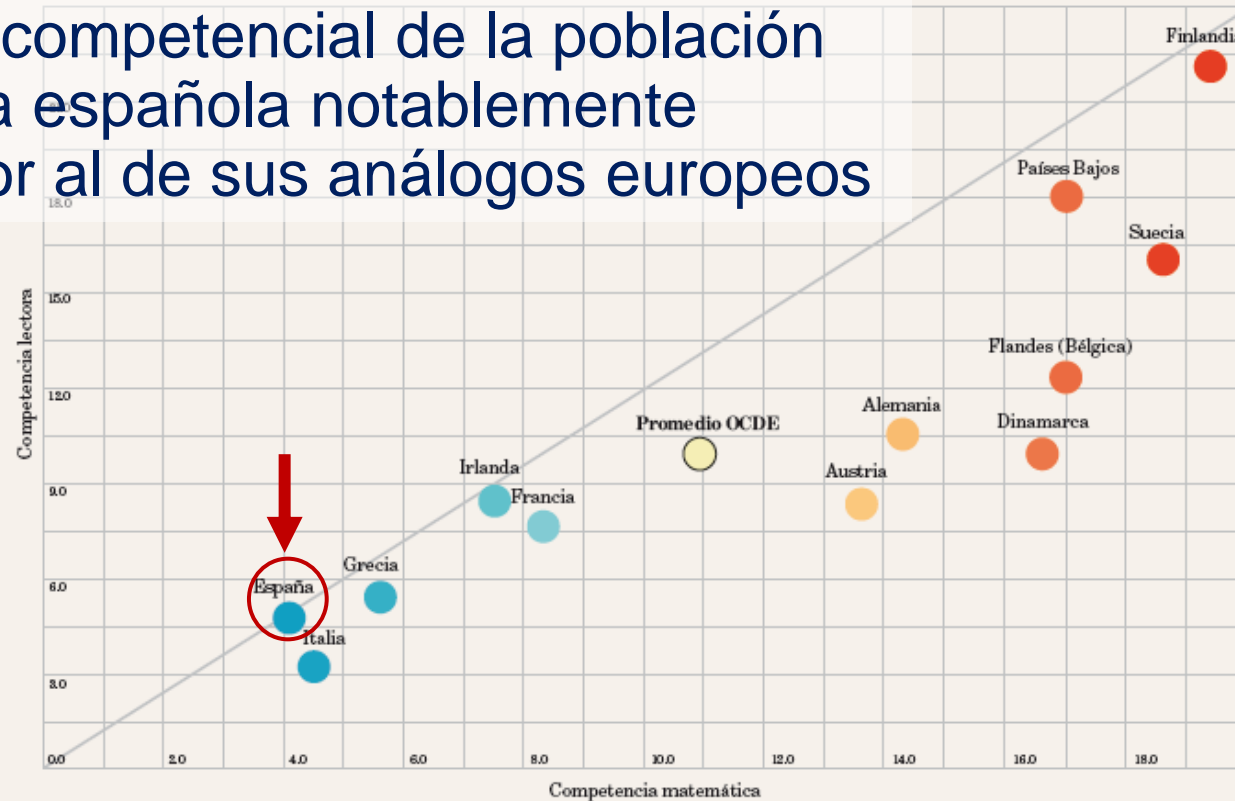 competencial de la población
a española notablemente
or al de sus análogos europeos
Finlandia
Países Bajos
18.0
Suecia
Competencia lectora
15.0
Flandes (Bélgica)
12.0
Alemania
Promedio OCDE
Dinamarca
Irlanda
Austria
9.0
Francia
Grecia
6.0
España
Italia
3.0
0.0 2.0 4.0 6.0 8.0 10.0 12.0 14.0 16.0 18.0
Competencia matemática